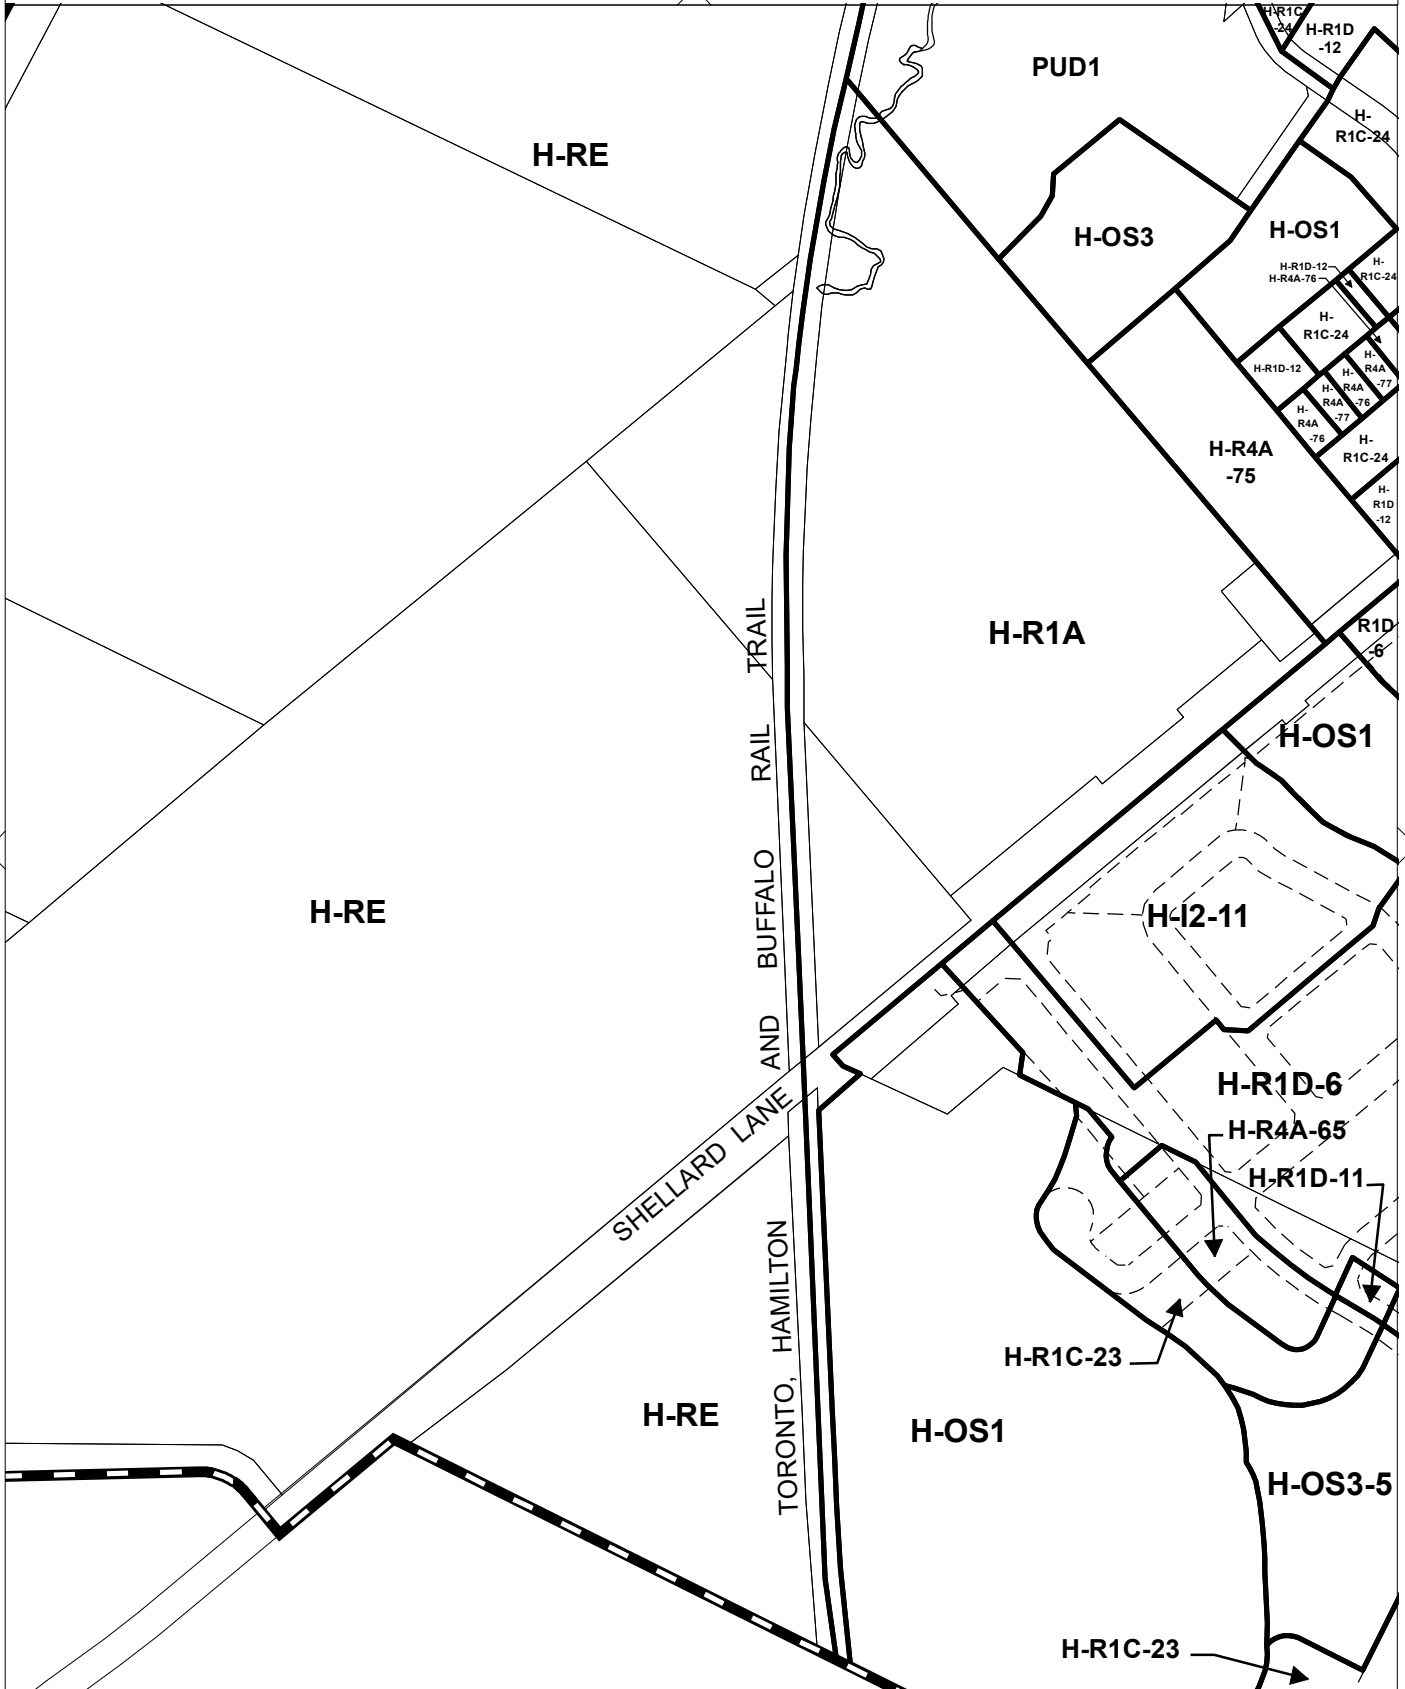 H-R1C
-24
H-R1D
-12
PUD1
H-
R1C-24
H-RE
H-OS3
H-OS1
H-R1D-12
H-R4A-76
H-
R1C-24
H-
R1C-24
H-R1D-12
H-
R4A
-77
H-
R4A
-76
H-
R4A
-77
H-
R4A
-76
H-
R1C-24
H-R4A
-75
H-
R1D
-12
H-R1A
R1D
-6
H-OS1
H-RE
H-I2-11
H-R1D-6
H-R4A-65
H-R1D-11
SHELLARD LANE
TORONTO, HAMILTON AND BUFFALO RAIL TRAIL
H-R1C-23
H-RE
H-OS1
H-OS3-5
H-R1C-23